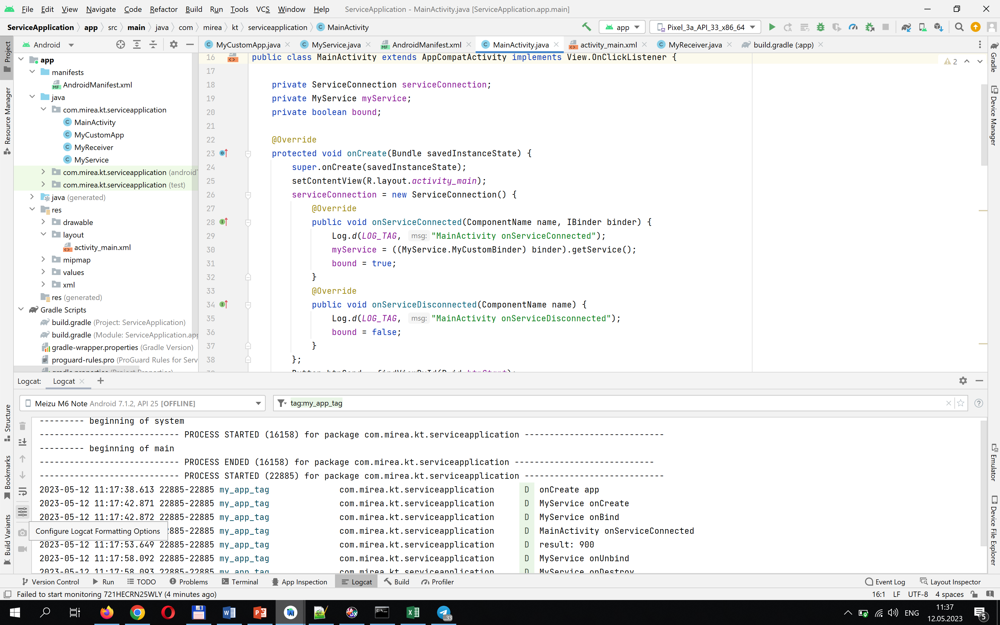 File Edit View Navigate Code Refactor Build Run Tools VCS Window Help ServiceApplication - MainActivity.java [ServiceApplication.app.main]
ServiceApplication app src main java com mirea kt serviceapplication MainActivity app Pixel_3a_API_33_x86_64
Android
MyCustomApp.java MyService.java AndroidManifest.xml MainActivity.java activity_main.xml MyReceiver.java build.gradle (:app)
Project
Resource Manager
Structure
Bookmarks
Build Variants
app
manifests
AndroidManifest.xml
java
com.mirea.kt.serviceapplication
MainActivity
MyCustomApp
MyReceiver
MyService
com.mirea.kt.serviceapplication (android
com.mirea.kt.serviceapplication (test)
java (generated)
res
drawable
layout
activity_main.xml
mipmap
values
xml
res (generated)
Gradle Scripts
build.gradle (Project: ServiceApplication)
build.gradle (Module: ServiceApplication.app
gradle-wrapper.properties (Gradle Version)
proguard-rules.pro (ProGuard Rules for Serv
gradle.properties (Project Properties)
16 public class MainActivity extends AppCompatActivity implements View.OnClickListener {
17
18 private ServiceConnection serviceConnection;
19 private MyService myService;
20 private boolean bound;
21
22 @Override
23 protected void onCreate(Bundle savedInstanceState) {
24 super.onCreate(savedInstanceState);
25 setContentView(R.layout.activity_main);
26 serviceConnection = new ServiceConnection() {
27 @Override
28 public void onServiceConnected(ComponentName name, IBinder binder) {
29 Log.d(LOG_TAG, msg: "MainActivity onServiceConnected");
30 myService = ((MyService.MyCustomBinder) binder).getService();
31 bound = true;
32 }
33 @Override
34 public void onServiceDisconnected(ComponentName name) {
35 Log.d(LOG_TAG, msg: "MainActivity onServiceDisconnected");
36 bound = false;
37 }
38 };
39 Button btnSend = findViewById(R.id.btnStart);
2
Gradle
Device Manager
Emulator
Device File Explorer
Logcat: Logcat
Meizu M6 Note Android 7.1.2, API 25 [OFFLINE] tag:my_app_tag
--------- beginning of system
---------------------------- PROCESS STARTED (16158) for package com.mirea.kt.serviceapplication ----------------------------
--------- beginning of main
---------------------------- PROCESS ENDED (16158) for package com.mirea.kt.serviceapplication ----------------------------
---------------------------- PROCESS STARTED (22885) for package com.mirea.kt.serviceapplication ----------------------------
2023-05-12 11:17:38.613 22885-22885 my_app_tag com.mirea.kt.serviceapplication D onCreate app
2023-05-12 11:17:42.871 22885-22885 my_app_tag com.mirea.kt.serviceapplication D MyService onCreate
2023-05-12 11:17:42.872 22885-22885 my_app_tag com.mirea.kt.serviceapplication D MyService onBind
Configure Logcat Formatting Options
2885-22885 my_app_tag com.mirea.kt.serviceapplication D MainActivity onServiceConnected
2023-05-12 11:17:53.649 22885-22885 my_app_tag com.mirea.kt.serviceapplication D result: 900
2023-05-12 11:17:58.092 22885-22885 my_app_tag com.mirea.kt.serviceapplication D MyService onUnbind
2023-05-12 11:17:58.093 22885-22885 my_app_tag com.mirea.kt.serviceapplication D MyService onDestroy
Version Control Run TODO Problems Terminal App Inspection Logcat Build Profiler Event Log Layout Inspector
Failed to start monitoring 721HECRN25WLY (4 minutes ago) 16:1 LF UTF-8 4 spaces
ENG
11:37
12.05.2023
5
33